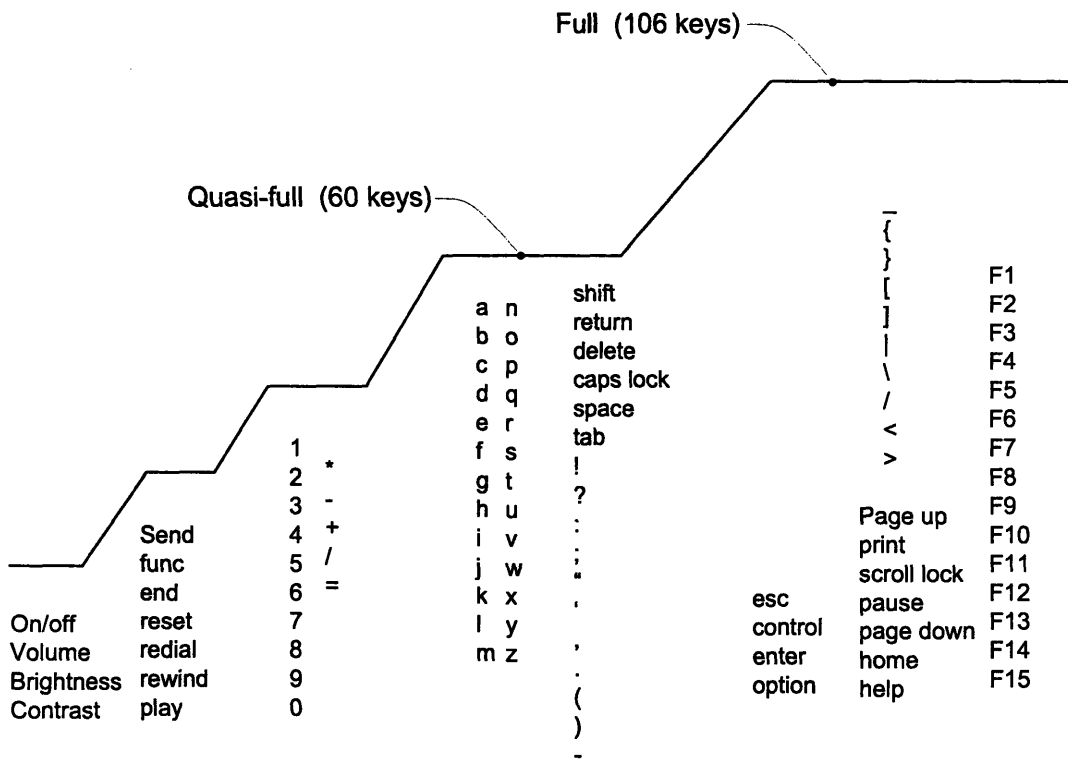 Full (106 keys)
Quasi-full (60 keys)
On/off
Volume
Brightness
Contrast
Send
func
end
reset
redial
rewind
play
1
2
3
4
5
6
7
8
9
0
*
-
+
/
=
a n
b o
c p
d q
e r
f s
g t
h u
i v
j w
k x
l y
m z
shift
return
delete
caps lock
space
tab
!
?
:
;
"
'
,
.
(
)
-
esc
control
enter
option
_
{
}
[
]
|
\
/
<
>
Page up
print
scroll lock
pause
page down
home
help
F1
F2
F3
F4
F5
F6
F7
F8
F9
F10
F11
F12
F13
F14
F15